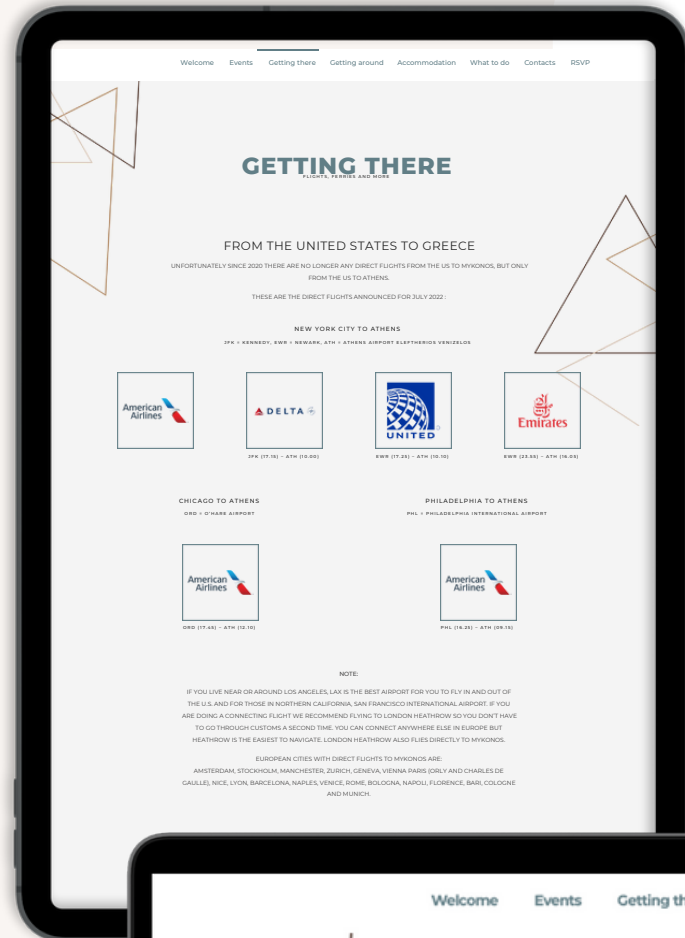 Welcome Events Getting there Getting around Accommodation What to do Contacts RSVP
GETTING THERE
FLIGHTS, FERRIES AND MORE
FROM THE UNITED STATES TO GREECE
UNFORTUNATELY SINCE 2020 THERE ARE NO LONGER ANY DIRECT FLIGHTS FROM THE US TO MYKONOS, BUT ONLY
FROM THE US TO ATHENS.
THESE ARE THE DIRECT FLIGHTS ANNOUNCED FOR JULY 2022 :
NEW YORK CITY TO ATHENS
JFK = KENNEDY, EWR = NEWARK, ATH = ATHENS AIRPORT ELEFTHERIOS VENIZELOS
American
Airlines
DELTA
UNITED
Emirates
JFK (17.15) – ATH (10.00)
EWR (17.25) – ATH (10.10)
EWR (23.55) – ATH (16.05)
CHICAGO TO ATHENS
ORD = O'HARE AIRPORT
American
Airlines
ORD (17.45) – ATH (12.10)
PHILADELPHIA TO ATHENS
PHL = PHILADELPHIA INTERNATIONAL AIRPORT
American
Airlines
PHL (16.25) – ATH (09.15)
NOTE:
IF YOU LIVE NEAR OR AROUND LOS ANGELES, LAX IS THE BEST AIRPORT FOR YOU TO FLY IN AND OUT OF
THE U.S. AND FOR THOSE IN NORTHERN CALIFORNIA, SAN FRANCISCO INTERNATIONAL AIRPORT. IF YOU
ARE DOING A CONNECTING FLIGHT WE RECOMMEND FLYING TO LONDON HEATHROW SO YOU DON'T HAVE
TO GO THROUGH CUSTOMS A SECOND TIME. YOU CAN CONNECT ANYWHERE ELSE IN EUROPE BUT
HEATHROW IS THE EASIEST TO NAVIGATE. LONDON HEATHROW ALSO FLIES DIRECTLY TO MYKONOS.
EUROPEAN CITIES WITH DIRECT FLIGHTS TO MYKONOS ARE:
AMSTERDAM, STOCKHOLM, MANCHESTER, ZURICH, GENEVA, VIENNA PARIS (ORLY AND CHARLES DE
GAULLE), NICE, LYON, BARCELONA, NAPLES, VENICE, ROME, BOLOGNA, NAPOLI, FLORENCE, BARI, COLOGNE
AND MUNICH.
Welcome Events Getting th